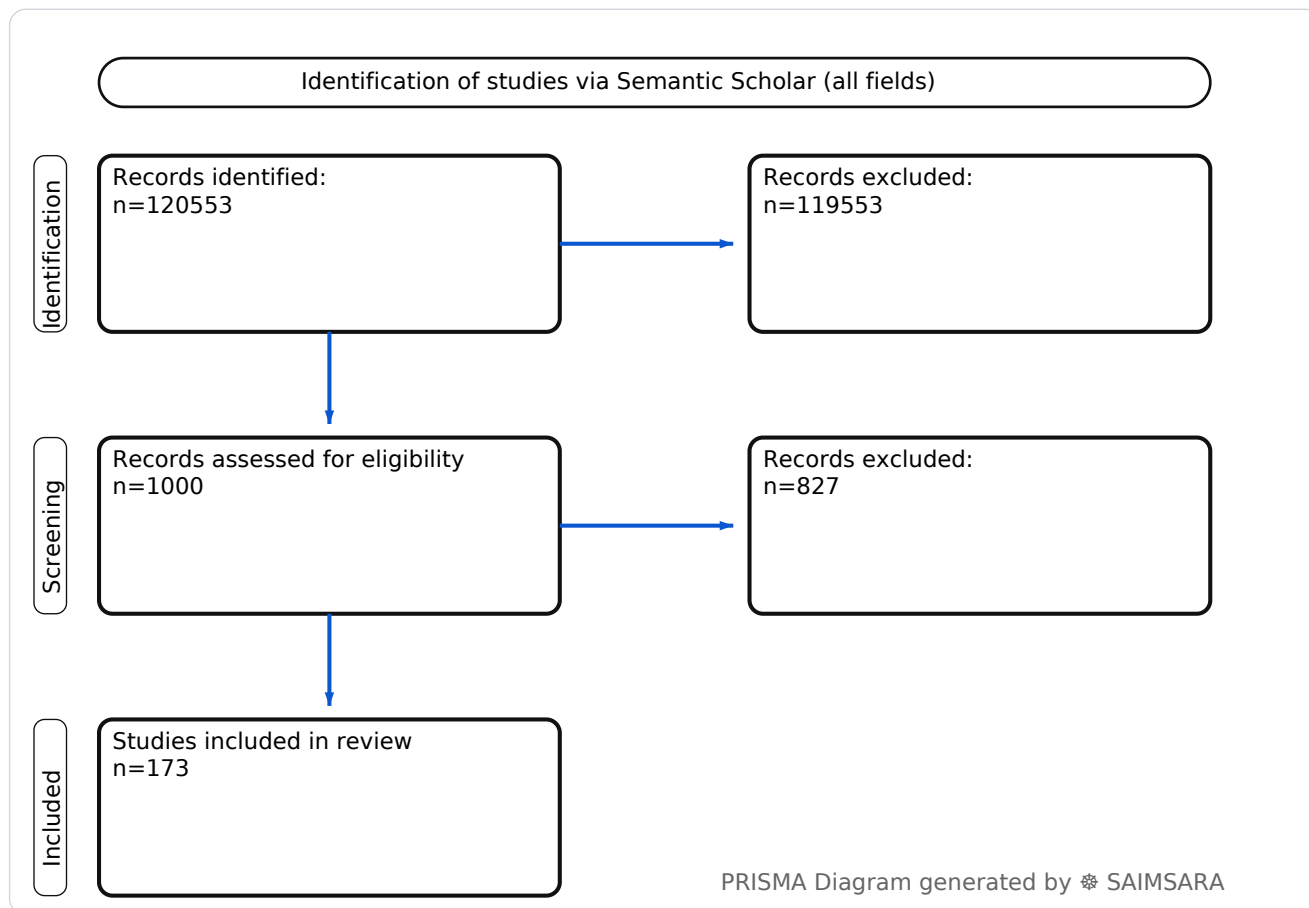 Identification of studies via Semantic Scholar (all fields)
Identification
Records identified:
n=120553
Records excluded:
n=119553
Screening
Records assessed for eligibility
n=1000
Records excluded:
n=827
Included
Studies included in review
n=173
PRISMA Diagram generated by ☸ SAIMSARA